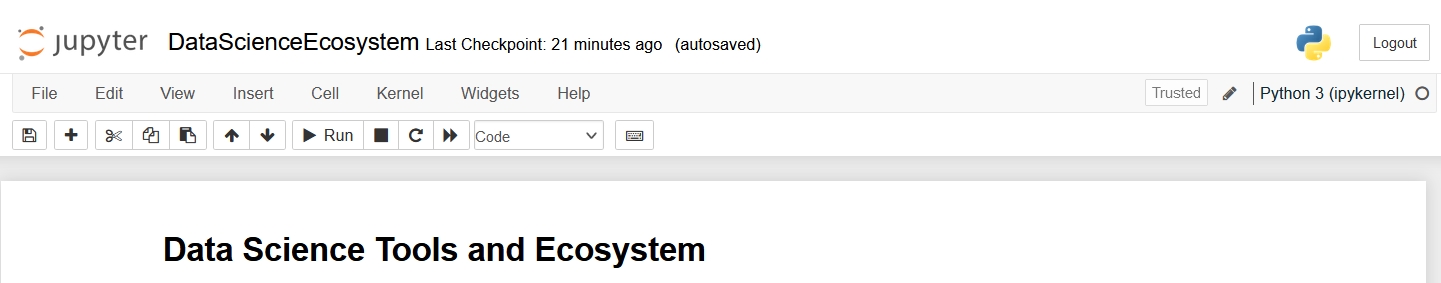 jupyter DataScienceEcosystem Last Checkpoint: 21 minutes ago (autosaved) Logout
File Edit View Insert Cell Kernel Widgets Help Trusted Python 3 (ipykernel)
Run Code
Data Science Tools and Ecosystem